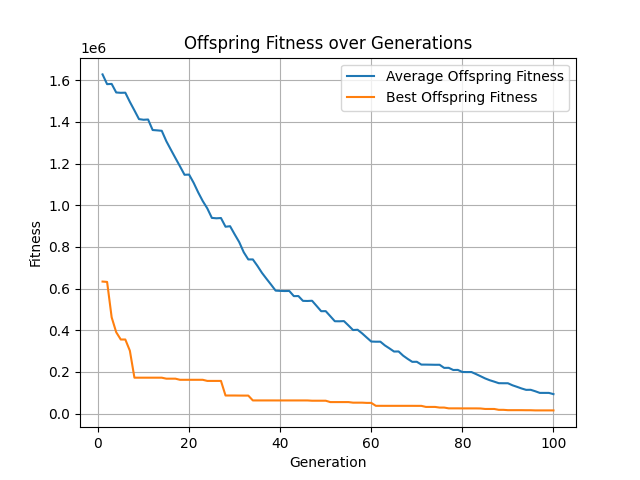 Offspring Fitness over Generations
1e6
Average Offspring Fitness
Best Offspring Fitness
1.6
1.4
1.2
1.0
0.8
0.6
0.4
0.2
0.0
Fitness
0 20 40 60 80 100
Generation